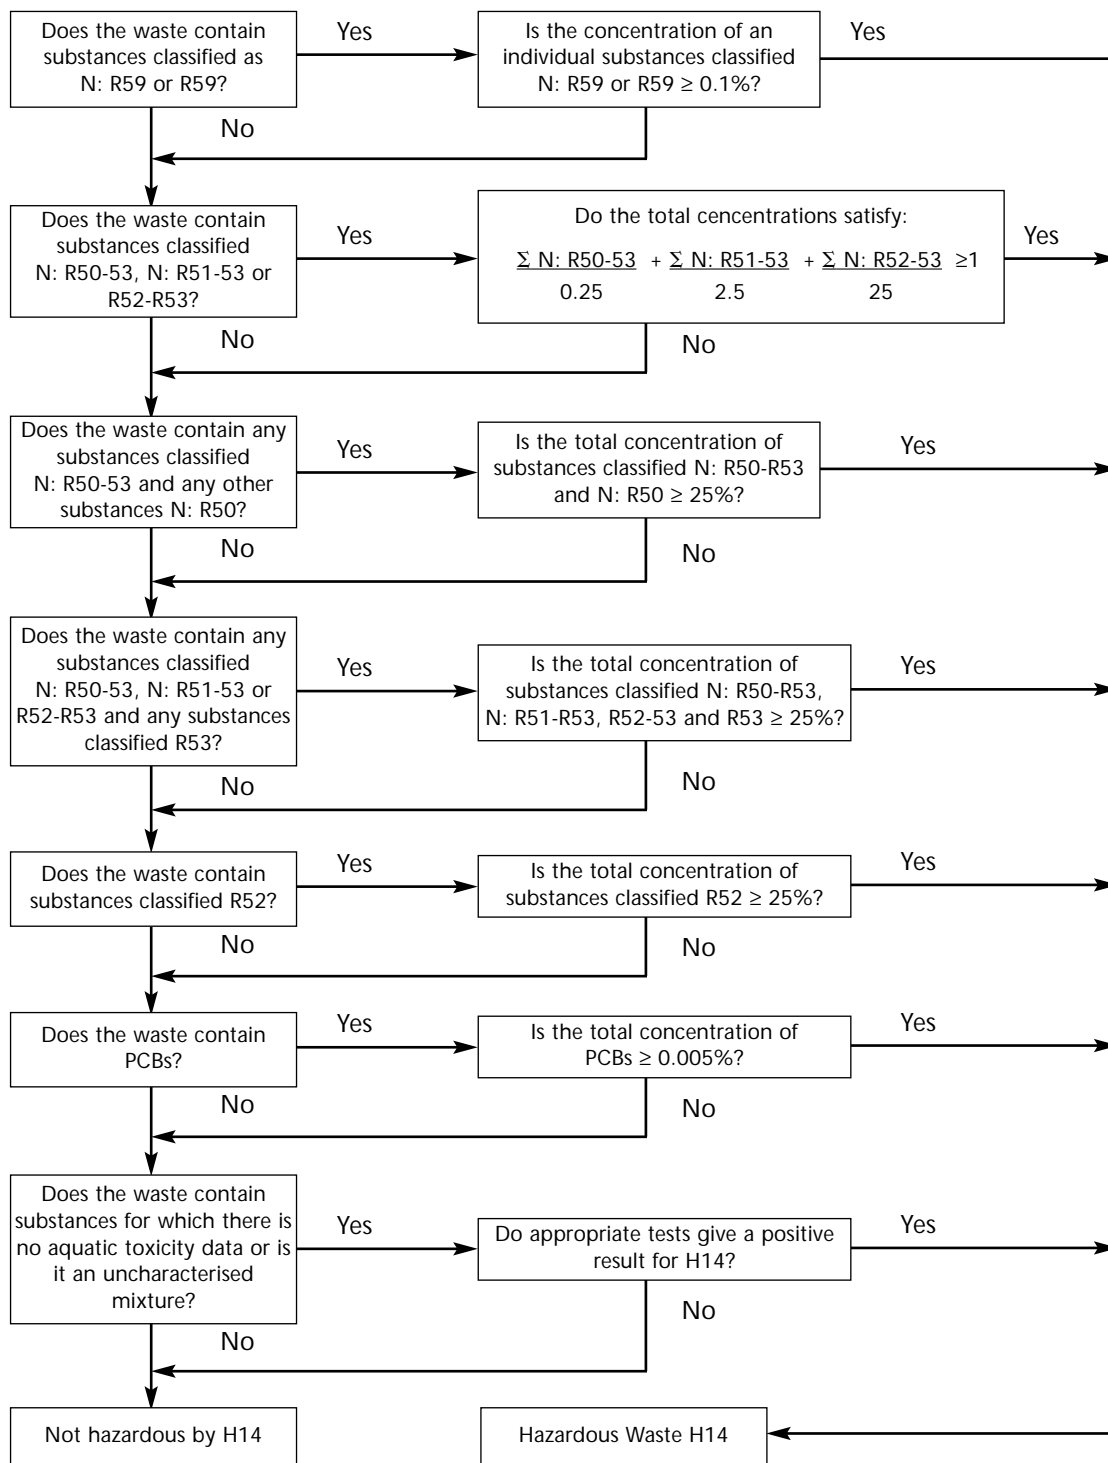 Does the waste contain
substances classified as
N: R59 or R59?
Yes
Is the concentration of an
individual substances classified
N: R59 or R59 ≥ 0.1%?
Yes
No
Does the waste contain
substances classified
N: R50-53, N: R51-53 or
R52-R53?
Yes
Do the total cencentrations satisfy:
Σ N: R50-53 + Σ N: R51-53 + Σ N: R52-53 ≥1
0.25 2.5 25
Yes
No
No
Does the waste contain any
substances classified
N: R50-53 and any other
substances N: R50?
Yes
Is the total concentration of
substances classified N: R50-R53
and N: R50 ≥ 25%?
Yes
No
No
Does the waste contain any
substances classified
N: R50-53, N: R51-53 or
R52-R53 and any substances
classified R53?
Yes
Is the total concentration of
substances classified N: R50-R53,
N: R51-R53, R52-53 and R53 ≥ 25%?
Yes
No
No
Does the waste contain
substances classified R52?
Yes
Is the total concentration of
substances classified R52 ≥ 25%?
Yes
No
No
Does the waste contain
PCBs?
Yes
Is the total concentration of
PCBs ≥ 0.005%?
Yes
No
No
Does the waste contain
substances for which there is
no aquatic toxicity data or is
it an uncharacterised
mixture?
Yes
Do appropriate tests give a positive
result for H14?
Yes
No
No
Not hazardous by H14
Hazardous Waste H14